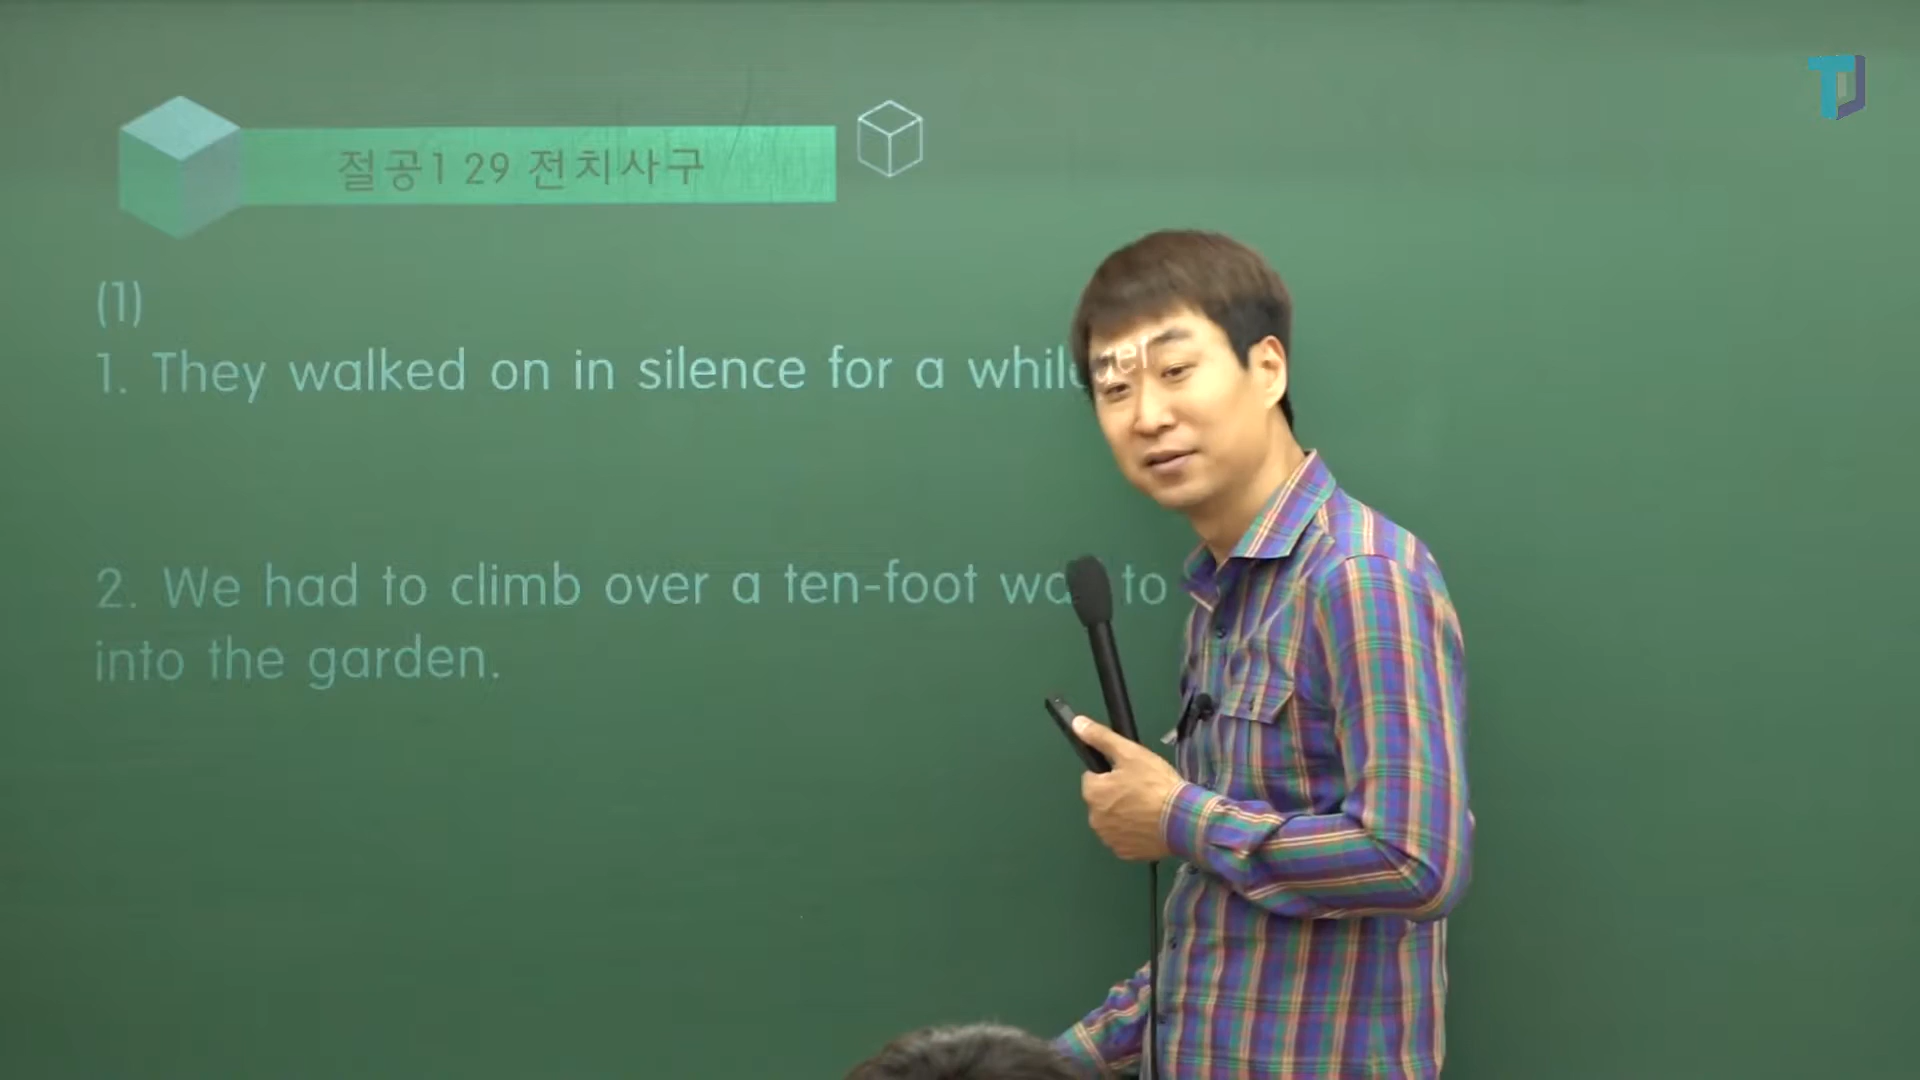 절공1 29 전치사구
(1)
1. They walked on in silence for a
2. We had to climb over a ten-foot to
into the garden.